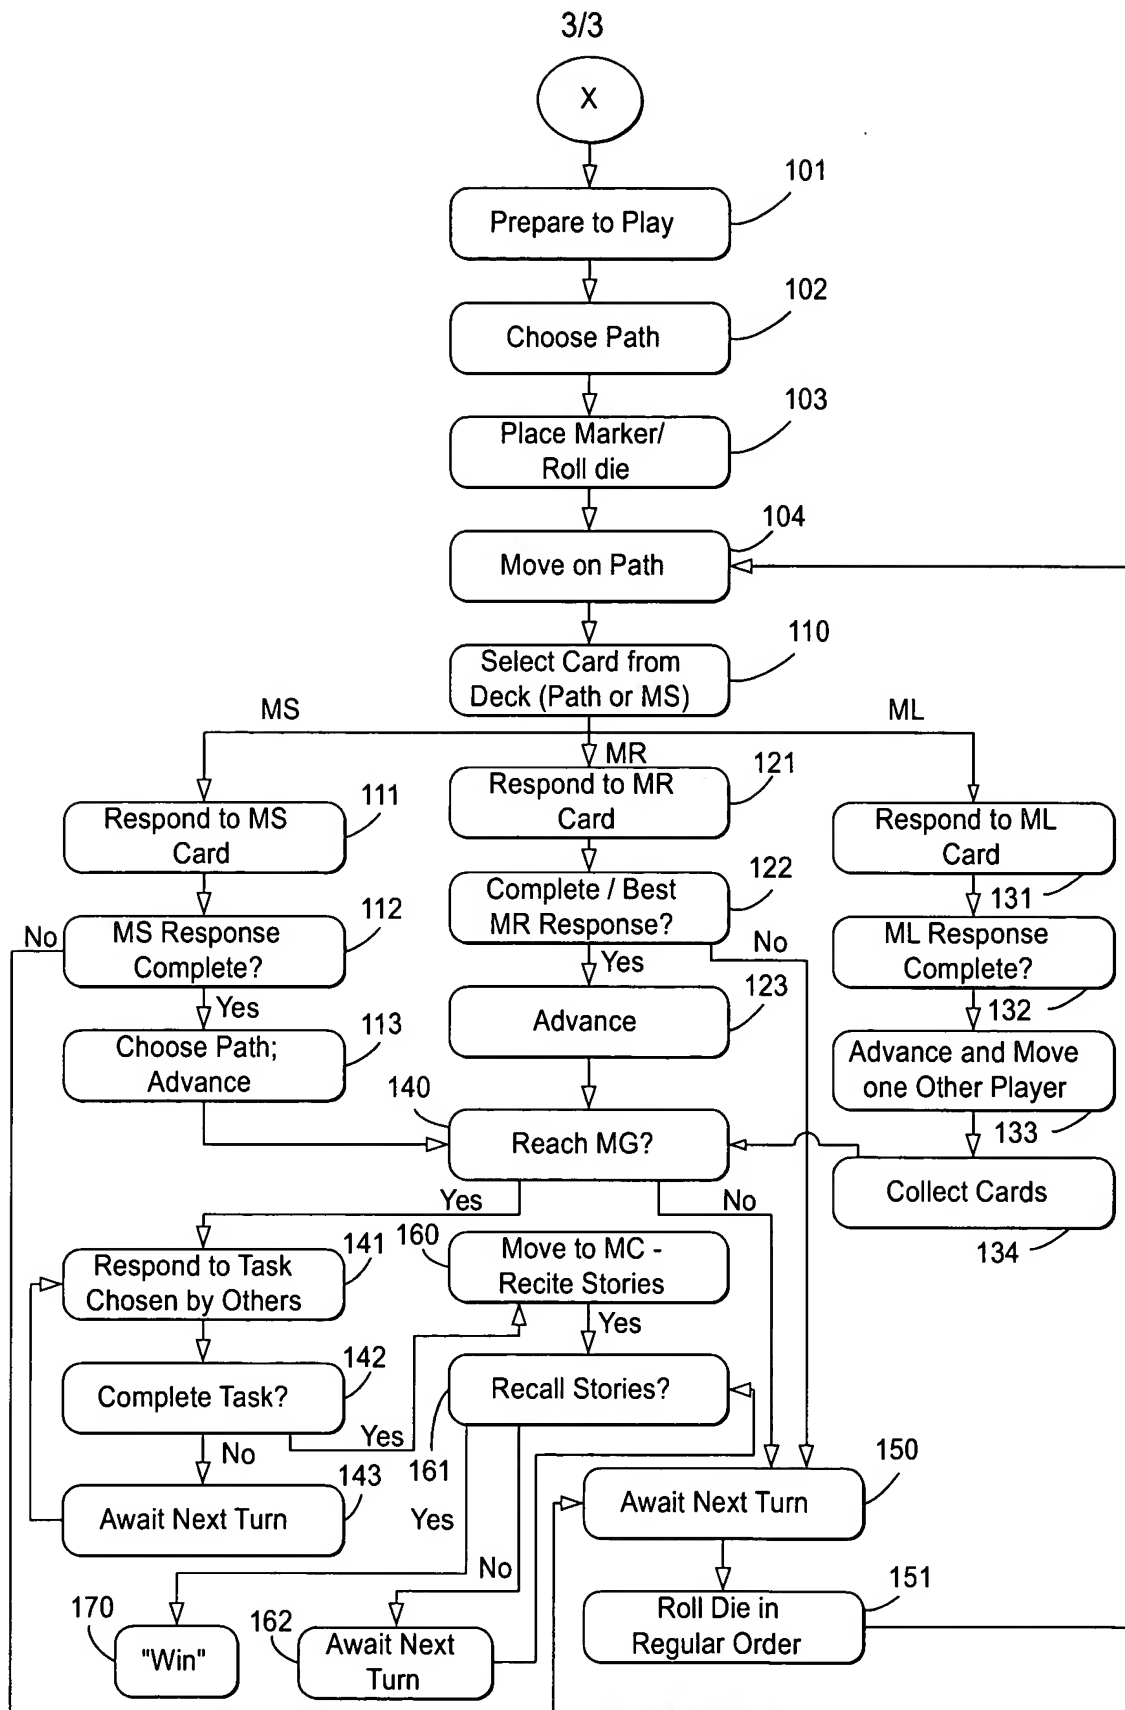 3/3
X
101
Prepare to Play
102
Choose Path
103
Place Marker/
Roll die
104
Move on Path
110
Select Card from
Deck (Path or MS)
MS
ML
MR
121
Respond to MR
Card
111
Respond to MS
Card
Respond to ML
Card
131
122
Complete / Best
MR Response?
112
No
MS Response
Complete?
No
ML Response
Complete?
132
Yes
Yes
123
Advance
113
Choose Path;
Advance
Advance and Move
one Other Player
133
140
Reach MG?
Collect Cards
134
Yes
No
141
Respond to Task
Chosen by Others
160
Move to MC -
Recite Stories
Yes
142
Complete Task?
Recall Stories?
161
Yes
No
143
Await Next Turn
150
Await Next Turn
Yes
No
151
Roll Die in
Regular Order
170
"Win"
162
Await Next
Turn